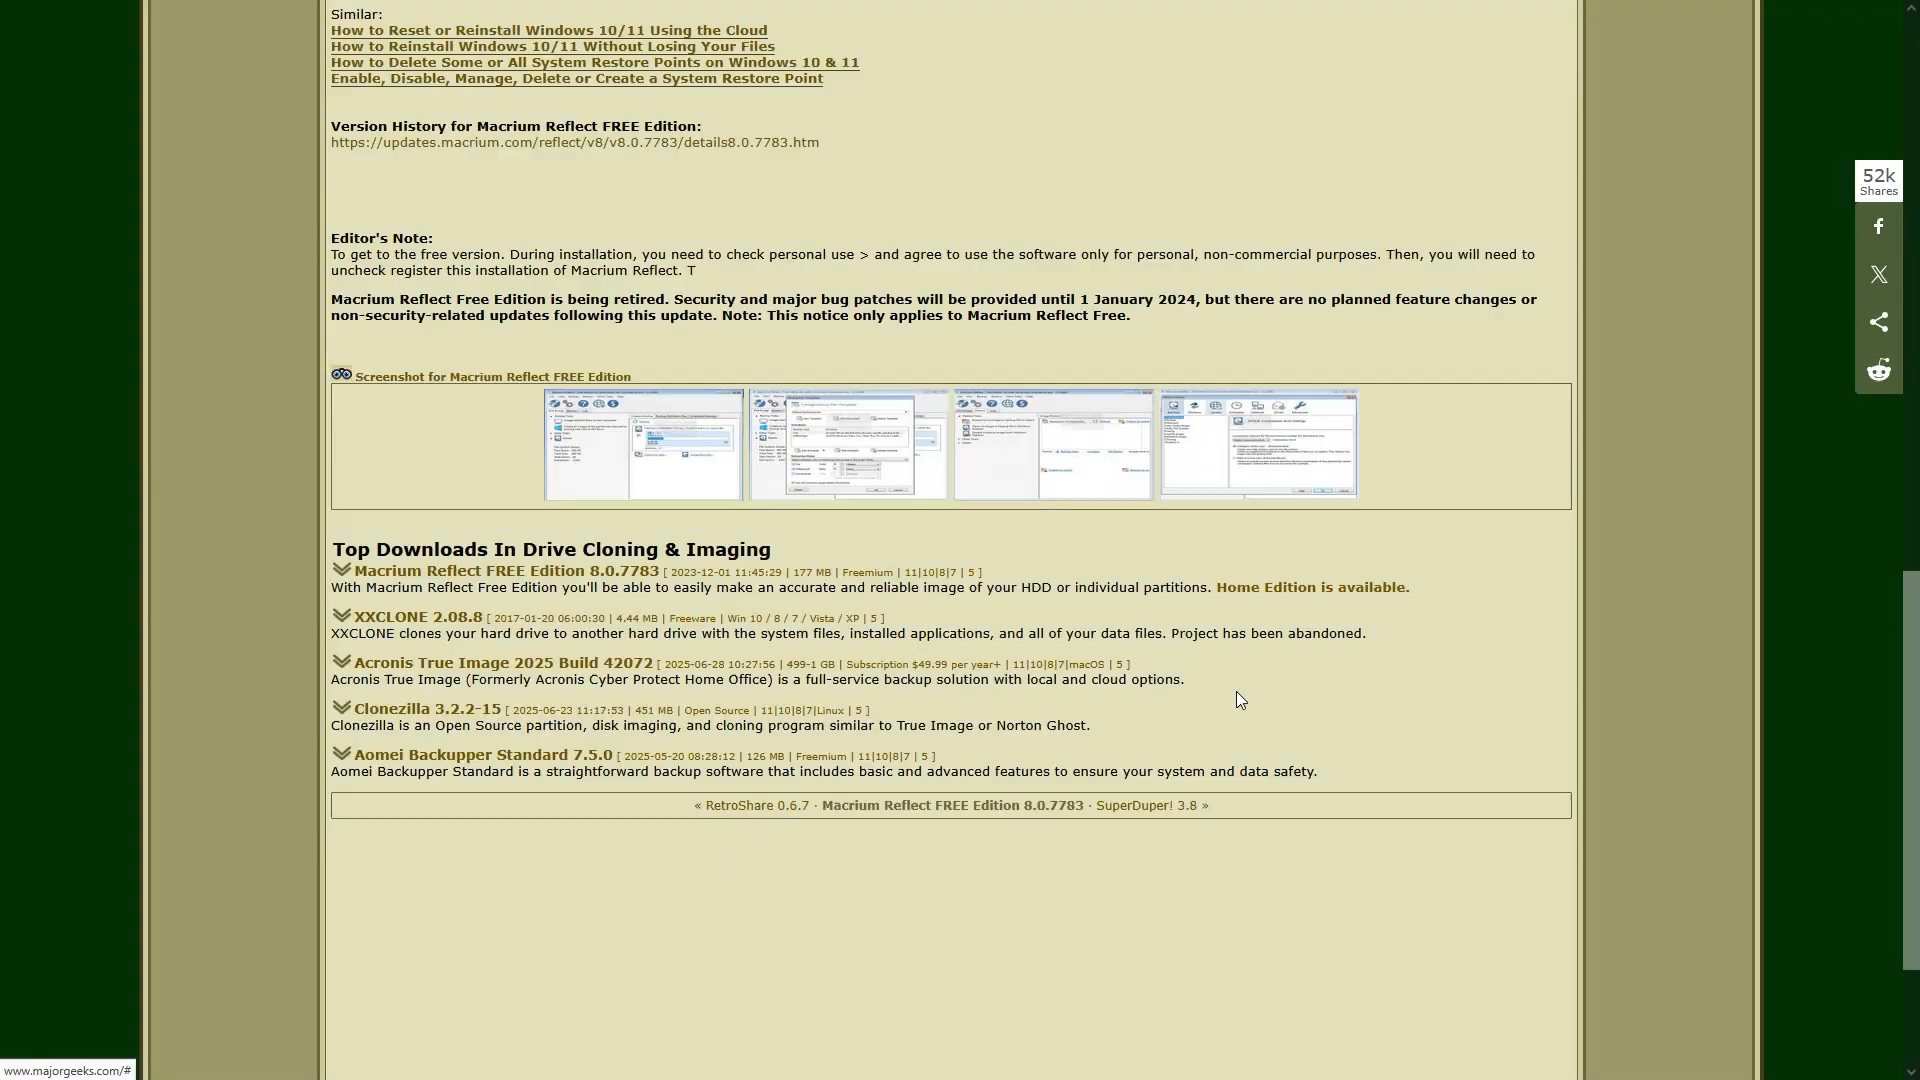 Similar:
How to Reset or Reinstall Windows 10/11 Using the Cloud
How to Reinstall Windows 10/11 Without Losing Your Files
How to Delete Some or All System Restore Points on Windows 10 & 11
Enable, Disable, Manage, Delete or Create a System Restore Point
Version History for Macrium Reflect FREE Edition:
https://updates.macrium.com/reflect/v8/v8.0.7783/details8.0.7783.htm
52k
Shares
Editor's Note:
To get to the free version. During installation, you need to check personal use > and agree to use the software only for personal, non-commercial purposes. Then, you will need to
uncheck register this installation of Macrium Reflect. T
Macrium Reflect Free Edition is being retired. Security and major bug patches will be provided until 1 January 2024, but there are no planned feature changes or
non-security-related updates following this update. Note: This notice only applies to Macrium Reflect Free.
Screenshot for Macrium Reflect FREE Edition
Top Downloads In Drive Cloning & Imaging
Macrium Reflect FREE Edition 8.0.7783 [ 2023-12-01 11:45:29 | 177 MB | Freemium | 11|10|8|7 | 5 ]
With Macrium Reflect Free Edition you'll be able to easily make an accurate and reliable image of your HDD or individual partitions. Home Edition is available.
XXCLONE 2.08.8 [ 2017-01-20 06:00:30 | 4.44 MB | Freeware | Win 10 / 8 / 7 / Vista / XP | 5 ]
XXCLONE clones your hard drive to another hard drive with the system files, installed applications, and all of your data files. Project has been abandoned.
Acronis True Image 2025 Build 42072 [ 2025-06-28 10:27:56 | 499-1 GB | Subscription $49.99 per year+ | 11|10|8|7|macOS | 5 ]
Acronis True Image (Formerly Acronis Cyber Protect Home Office) is a full-service backup solution with local and cloud options.
Clonezilla 3.2.2-15 [ 2025-06-23 11:17:53 | 451 MB | Open Source | 11|10|8|7|Linux | 5 ]
Clonezilla is an Open Source partition, disk imaging, and cloning program similar to True Image or Norton Ghost.
Aomei Backupper Standard 7.5.0 [ 2025-05-20 08:28:12 | 126 MB | Freemium | 11|10|8|7 | 5 ]
Aomei Backupper Standard is a straightforward backup software that includes basic and advanced features to ensure your system and data safety.
« RetroShare 0.6.7 · Macrium Reflect FREE Edition 8.0.7783 · SuperDuper! 3.8 »
www.majorgeeks.com/#